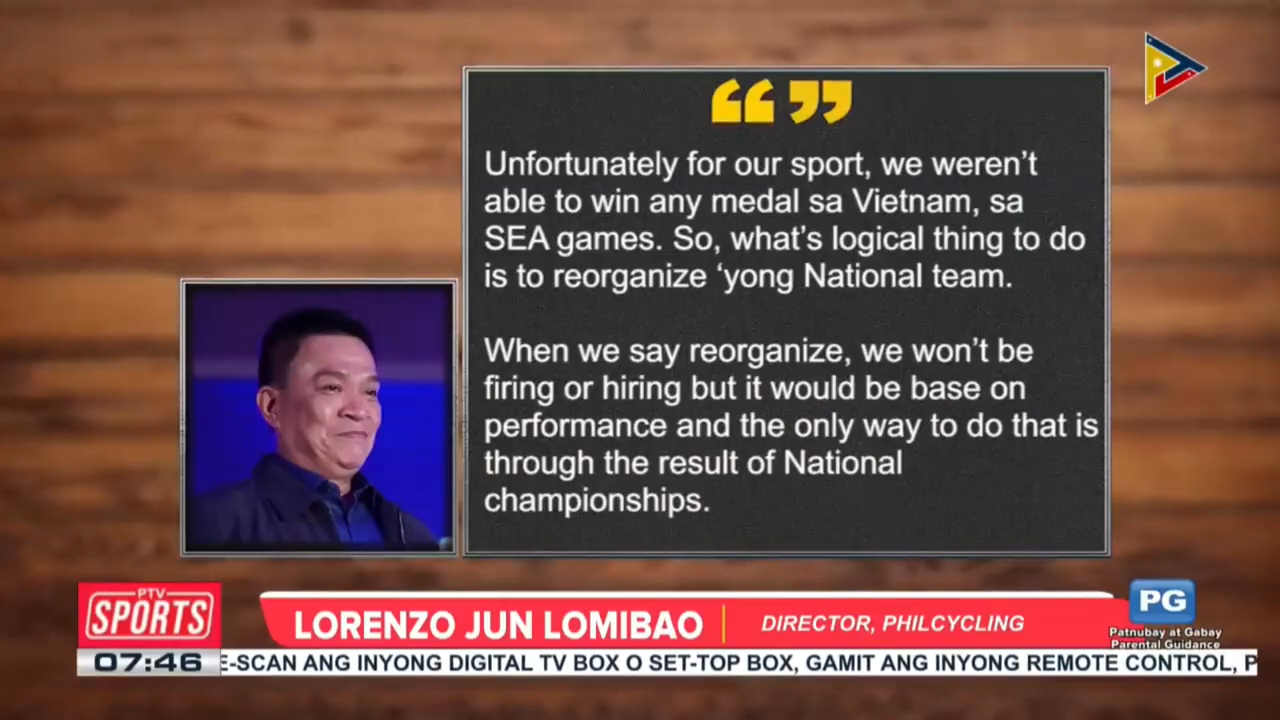 “ ”
Unfortunately for our sport, we weren’t
able to win any medal sa Vietnam, sa
SEA games. So, what’s logical thing to do
is to reorganize ‘yong National team.
When we say reorganize, we won’t be
firing or hiring but it would be base on
performance and the only way to do that is
through the result of National
championships.
PTV
SPORTS
LORENZO JUN LOMIBAO
DIRECTOR, PHILCYCLING
PG
Patnubay at Gabay
Parental Guidance
07:46
E-SCAN ANG INYONG DIGITAL TV BOX O SET-TOP BOX, GAMIT ANG INYONG REMOTE CONTROL, P